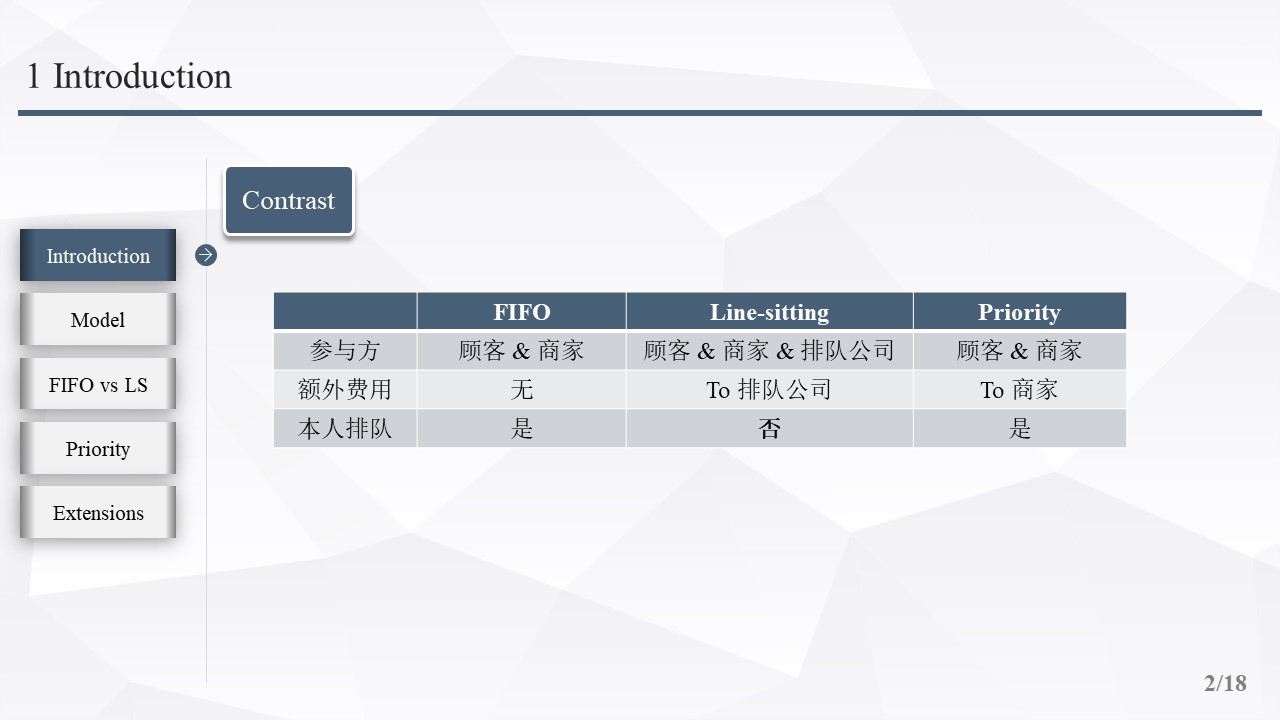 1 Introduction
Contrast
Introduction
Model
FIFO vs LS
Priority
Extensions
FIFO Line-sitting Priority
参与方 顾客 & 商家 顾客 & 商家 & 排队公司 顾客 & 商家
额外费用 无 To 排队公司 To 商家
本人排队 是 否 是
2/18